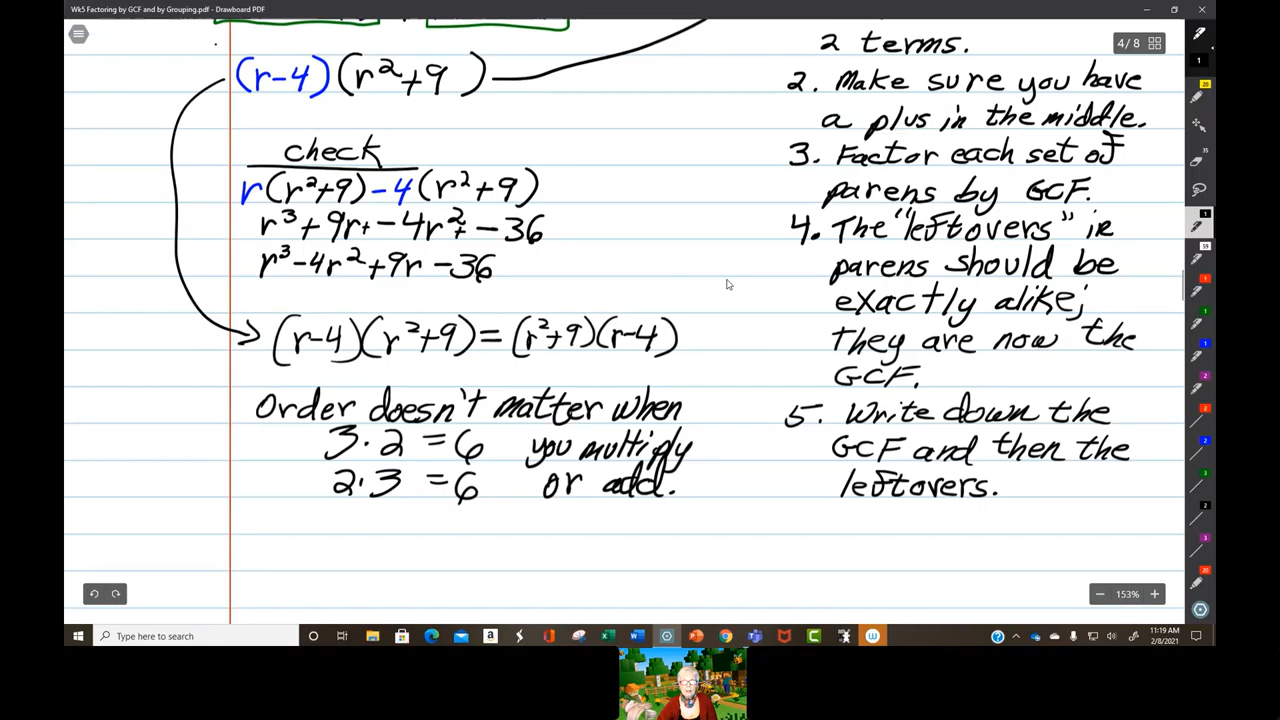 Wk5 Factoring by GCF and by Grouping.pdf - Drawboard PDF
4/8
(r-4)(r²+9)
check
r(r²+9)-4(r²+9)
r³+9r+-4r²+-36
r³-4r²+9r-36
(r-4)(r²+9)=(r²+9)(r-4)
Order doesn't matter when
3·2=6 you multiply
2·3=6 or add.
2 terms.
2. Make sure you have
a plus in the middle.
3. Factor each set of
parens by GCF.
4. The "leftovers" in
parens should be
exactly alike;
they are now the
GCF.
5. Write down the
GCF and then the
leftovers.
153%
Type here to search
11:19 AM
2/8/2021